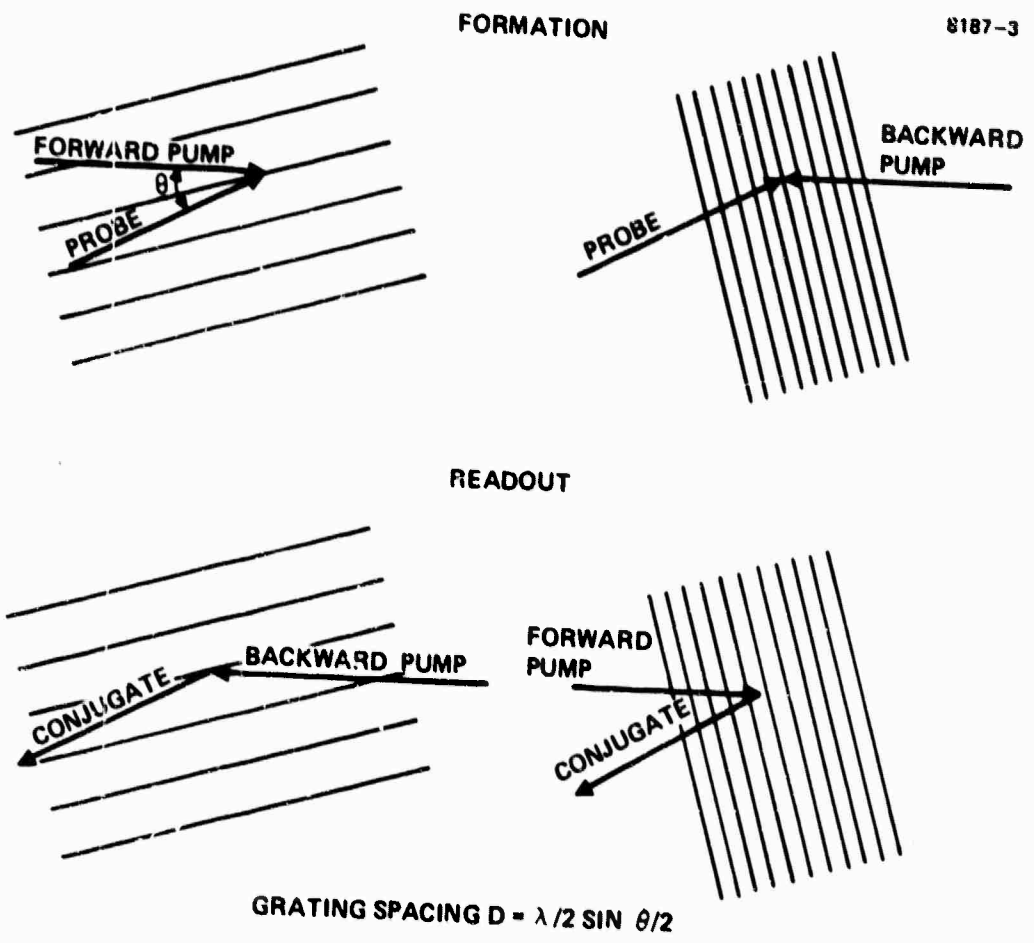 FORMATION
8187-3
FORWARD PUMP
θ
PROBE
BACKWARD
PUMP
PROBE
READOUT
BACKWARD PUMP
CONJUGATE
FORWARD
PUMP
CONJUGATE
GRATING SPACING D = λ/2 SIN θ/2